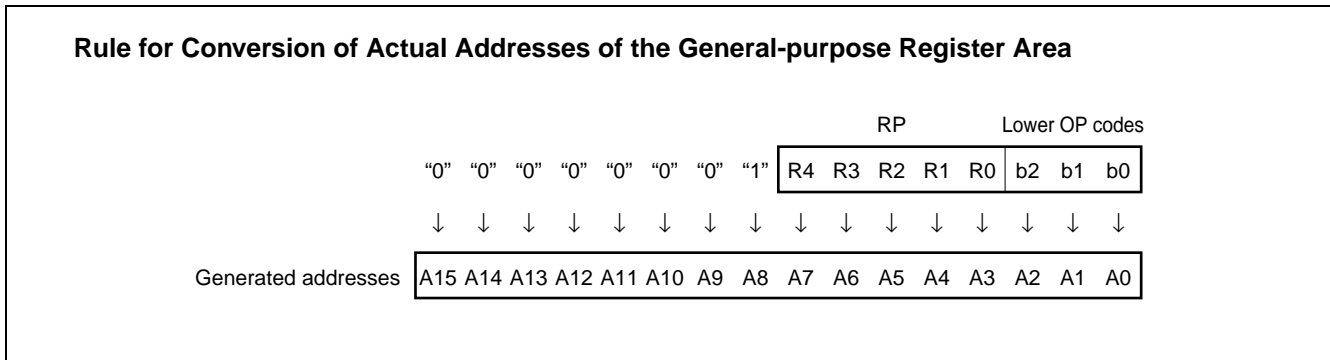 Rule for Conversion of Actual Addresses of the General-purpose Register Area
RP Lower OP codes
“0” “0” “0” “0” “0” “0” “0” “1” R4 R3 R2 R1 R0 b2 b1 b0
↓ ↓ ↓ ↓ ↓ ↓ ↓ ↓ ↓ ↓ ↓ ↓ ↓ ↓ ↓ ↓
Generated addresses A15 A14 A13 A12 A11 A10 A9 A8 A7 A6 A5 A4 A3 A2 A1 A0